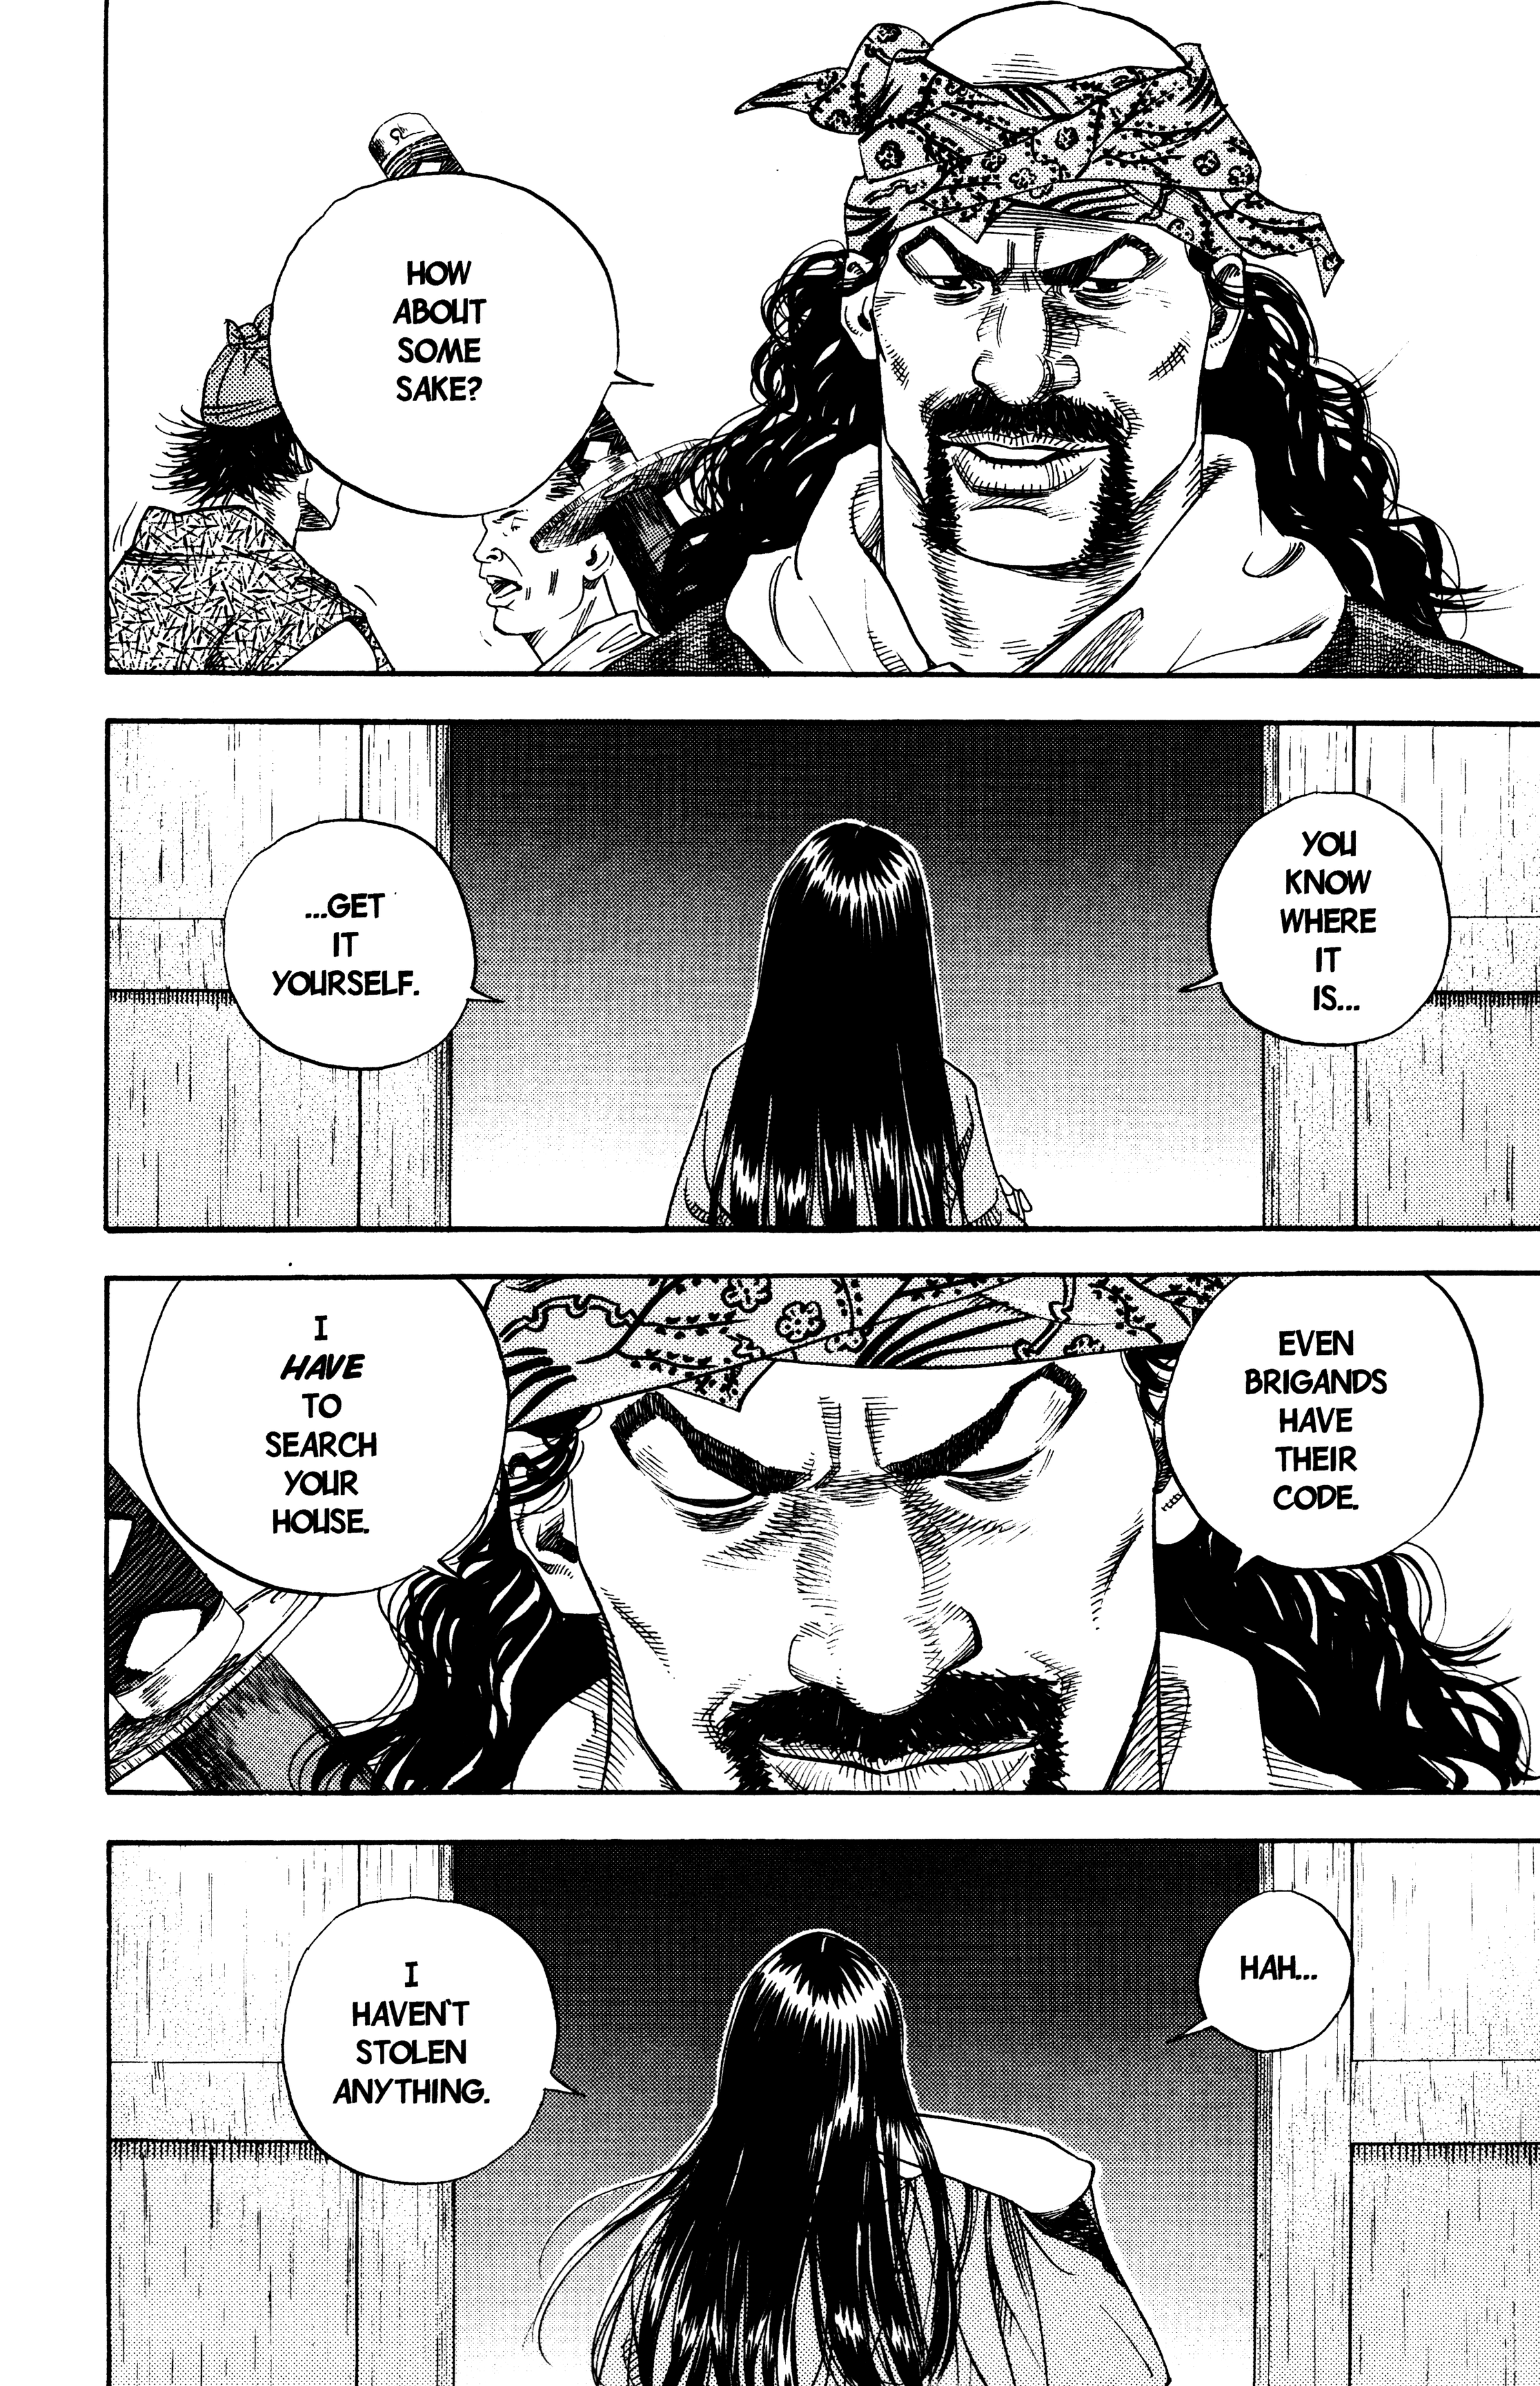 HOW
ABOUT
SOME
SAKE?
YOU
KNOW
WHERE
IT
IS...
...GET
IT
YOURSELF.
EVEN
BRIGANDS
HAVE
THEIR
CODE.
I
HAVE
TO
SEARCH
YOUR
HOUSE.
HAH...
I
HAVEN'T
STOLEN
ANYTHING.